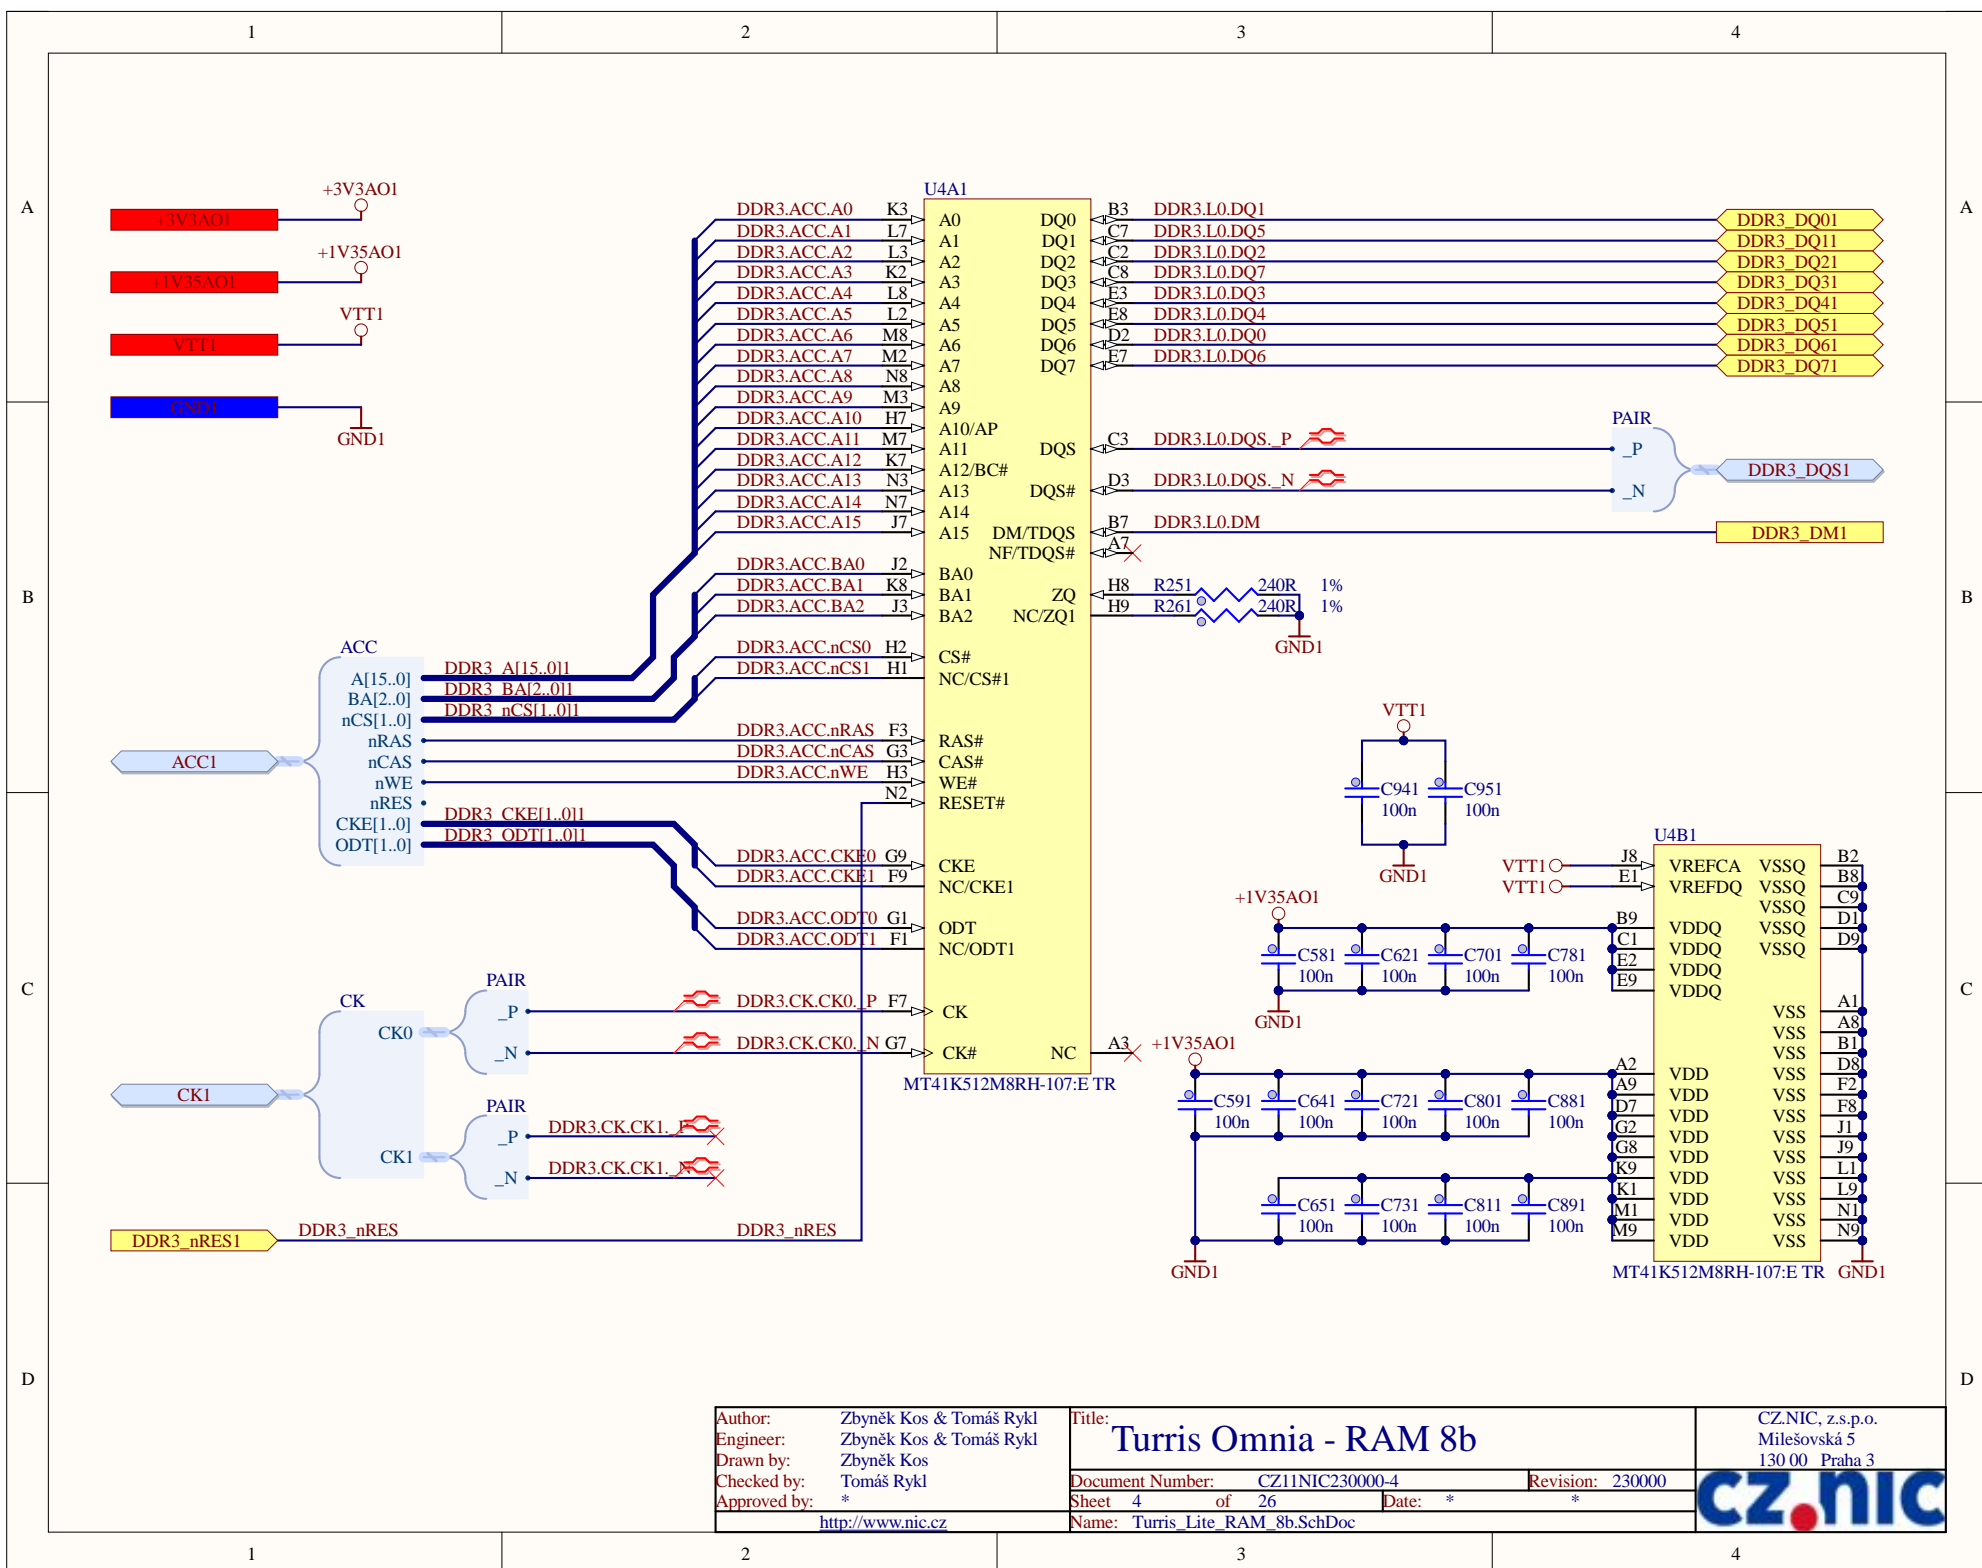 1 2 3 4
A A
B B
C C
D D
+3V3AO1
+3V3AO1
+1V35AO1
+1V35AO1
VTT1
VTT1
GND1
GND1
U4A1
DDR3.ACC.A0 K3 A0 DQ0 B3 DDR3.L0.DQ1 DDR3_DQ01
DDR3.ACC.A1 L7 A1 DQ1 C7 DDR3.L0.DQ5 DDR3_DQ11
DDR3.ACC.A2 L3 A2 DQ2 C2 DDR3.L0.DQ2 DDR3_DQ21
DDR3.ACC.A3 K2 A3 DQ3 C8 DDR3.L0.DQ7 DDR3_DQ31
DDR3.ACC.A4 L8 A4 DQ4 E3 DDR3.L0.DQ3 DDR3_DQ41
DDR3.ACC.A5 L2 A5 DQ5 E8 DDR3.L0.DQ4 DDR3_DQ51
DDR3.ACC.A6 M8 A6 DQ6 D2 DDR3.L0.DQ0 DDR3_DQ61
DDR3.ACC.A7 M2 A7 DQ7 E7 DDR3.L0.DQ6 DDR3_DQ71
DDR3.ACC.A8 N8 A8
DDR3.ACC.A9 M3 A9
DDR3.ACC.A10 H7 A10/AP
DDR3.ACC.A11 M7 A11 DQS C3 DDR3.L0.DQS._P
DDR3.ACC.A12 K7 A12/BC#
DDR3.ACC.A13 N3 A13 DQS# D3 DDR3.L0.DQS._N
DDR3.ACC.A14 N7 A14
DDR3.ACC.A15 J7 A15 DM/TDQS B7 DDR3.L0.DM DDR3_DM1
NF/TDQS# A7
PAIR
_P
_N
DDR3_DQS1
DDR3.ACC.BA0 J2 BA0
DDR3.ACC.BA1 K8 BA1 ZQ H8 R251 240R 1%
DDR3.ACC.BA2 J3 BA2 NC/ZQ1 H9 R261 240R 1%
GND1
DDR3.ACC.nCS0 H2 CS#
DDR3.ACC.nCS1 H1 NC/CS#1
DDR3.ACC.nRAS F3 RAS#
DDR3.ACC.nCAS G3 CAS#
DDR3.ACC.nWE H3 WE#
N2 RESET#
DDR3.ACC.CKE0 G9 CKE
DDR3.ACC.CKE1 F9 NC/CKE1
DDR3.ACC.ODT0 G1 ODT
DDR3.ACC.ODT1 F1 NC/ODT1
DDR3.CK.CK0._P F7 CK
DDR3.CK.CK0._N G7 CK# NC A3
MT41K512M8RH-107:E TR
ACC
A[15..0] DDR3_A[15..0]1
BA[2..0] DDR3_BA[2..0]1
nCS[1..0] DDR3_nCS[1..0]1
nRAS
ACC1 nCAS
nWE
nRES
CKE[1..0] DDR3_CKE[1..0]1
ODT[1..0] DDR3_ODT[1..0]1
CK
CK1
CK0
CK1
PAIR
_P
_N
PAIR
_P DDR3.CK.CK1._P
_N DDR3.CK.CK1._N
DDR3_nRES1 DDR3_nRES DDR3_nRES
VTT1
C941 C951
100n 100n
GND1
+1V35AO1
C581 C621 C701 C781
100n 100n 100n 100n
GND1
+1V35AO1
C591 C641 C721 C801 C881
100n 100n 100n 100n 100n
C651 C731 C811 C891
100n 100n 100n 100n
GND1
U4B1
VTT1 J8 VREFCA VSSQ B2
VTT1 E1 VREFDQ VSSQ B8
VSSQ C9
B9 VDDQ VSSQ D1
C1 VDDQ VSSQ D9
E2 VDDQ
E9 VDDQ
VSS A1
VSS A8
VSS B1
A2 VDD VSS D8
A9 VDD VSS F2
D7 VDD VSS F8
G2 VDD VSS J1
G8 VDD VSS J9
K9 VDD VSS L1
K1 VDD VSS L9
M1 VDD VSS N1
M9 VDD VSS N9
MT41K512M8RH-107:E TR GND1
Author: Zbyněk Kos & Tomáš Rykl
Engineer: Zbyněk Kos & Tomáš Rykl
Drawn by: Zbyněk Kos
Checked by: Tomáš Rykl
Approved by: *
http://www.nic.cz
Title: Turris Omnia - RAM 8b
Document Number: CZ11NIC230000-4 Revision: 230000
Sheet 4 of 26 Date: * *
Name: Turris_Lite_RAM_8b.SchDoc
CZ.NIC, z.s.p.o.
Milešovská 5
130 00 Praha 3
cz.nic
1 2 3 4